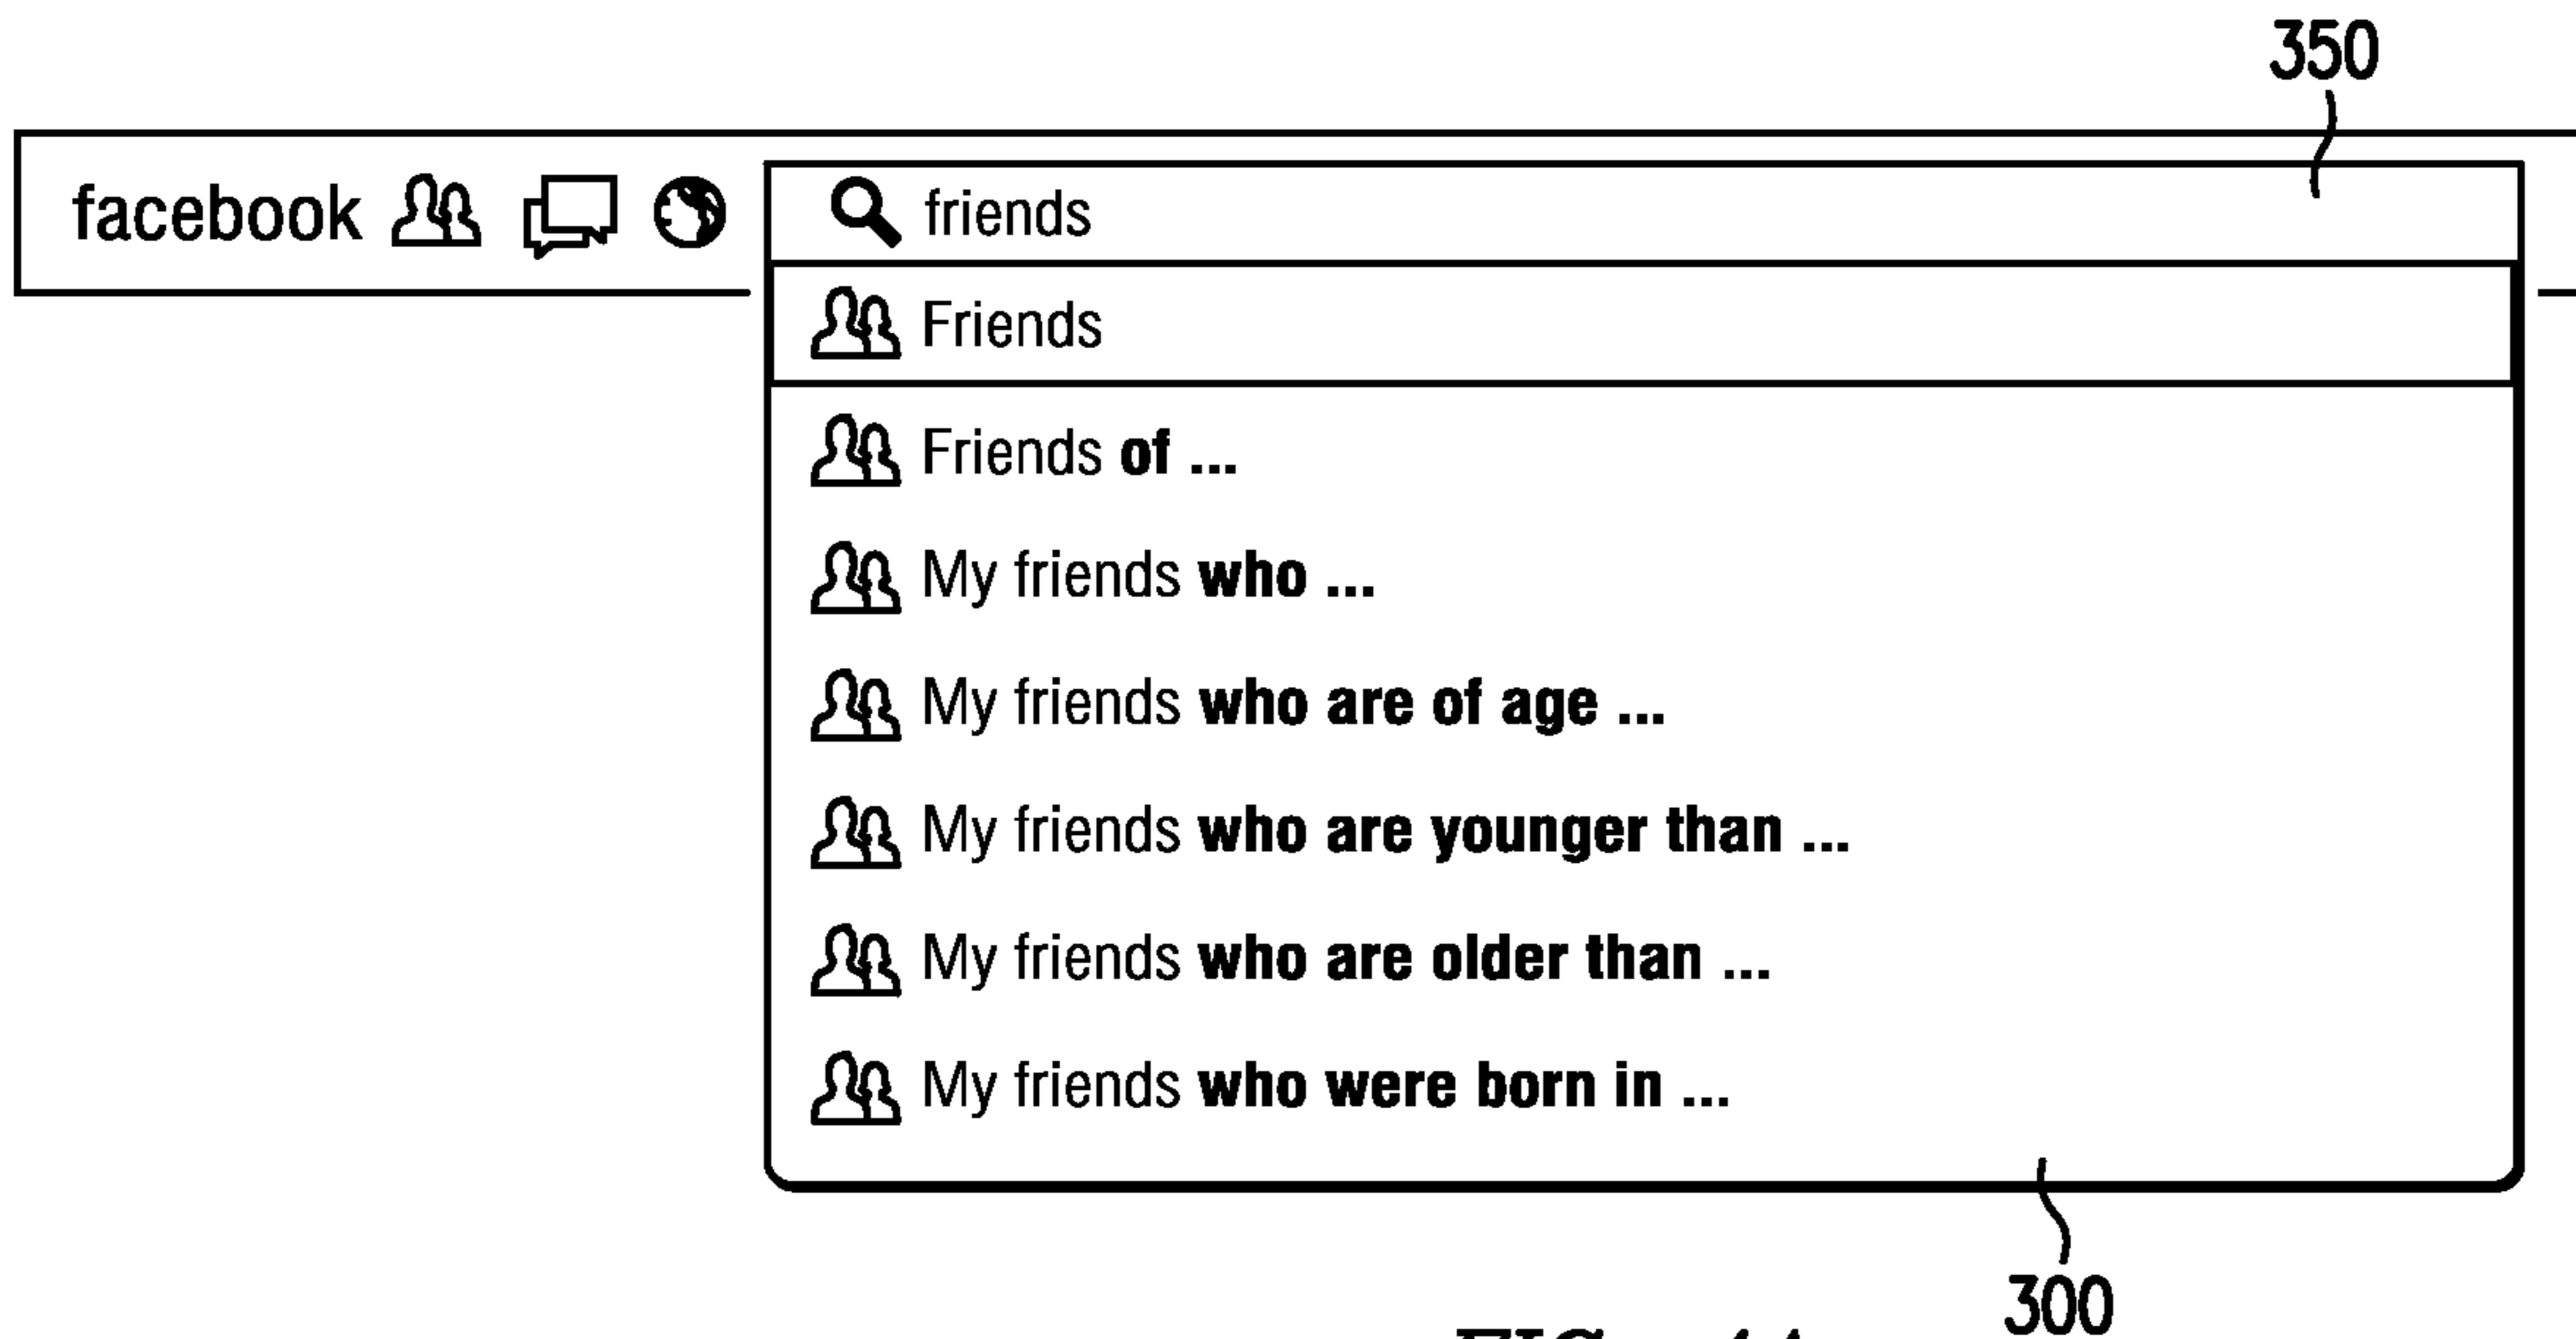 350
facebook friends
Friends
Friends of ...
My friends who ...
My friends who are of age ...
My friends who are younger than ...
My friends who are older than ...
My friends who were born in ...
300